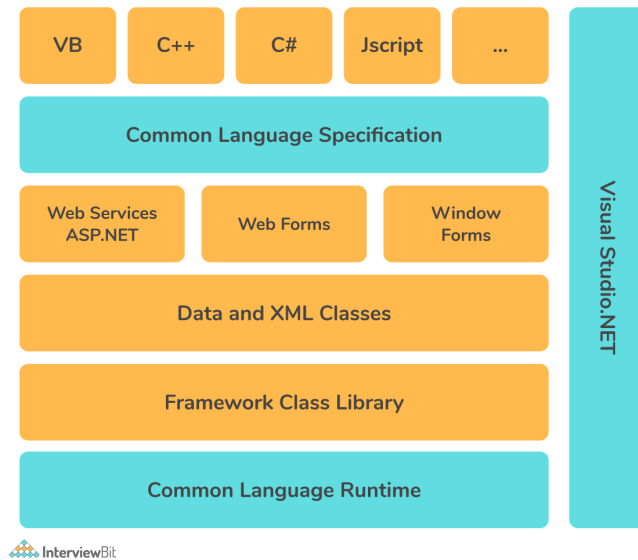 VB
C++
C#
Jscript
...
Common Language Specification
Web Services
ASP.NET
Web Forms
Window
Forms
Data and XML Classes
Framework Class Library
Common Language Runtime
Visual Studio.NET
InterviewBit